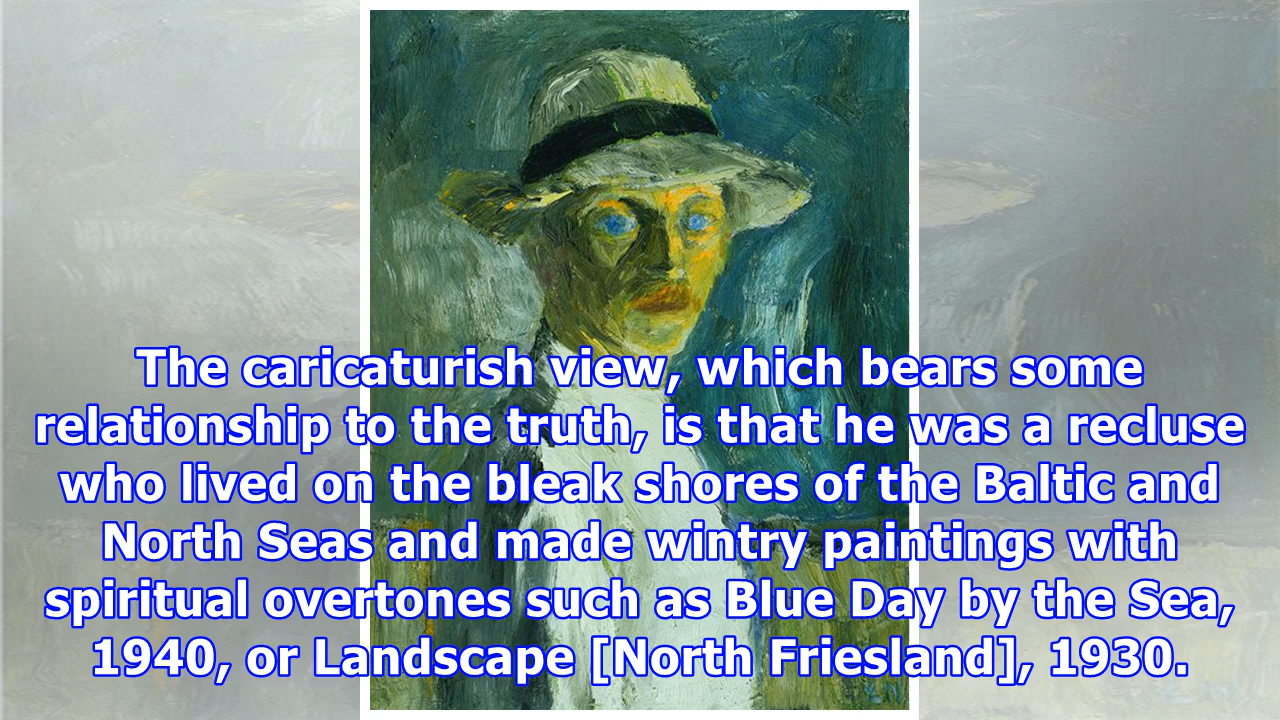 The caricaturish view, which bears some
relationship to the truth, is that he was a recluse
who lived on the bleak shores of the Baltic and
North Seas and made wintry paintings with
spiritual overtones such as Blue Day by the Sea,
1940, or Landscape [North Friesland], 1930.